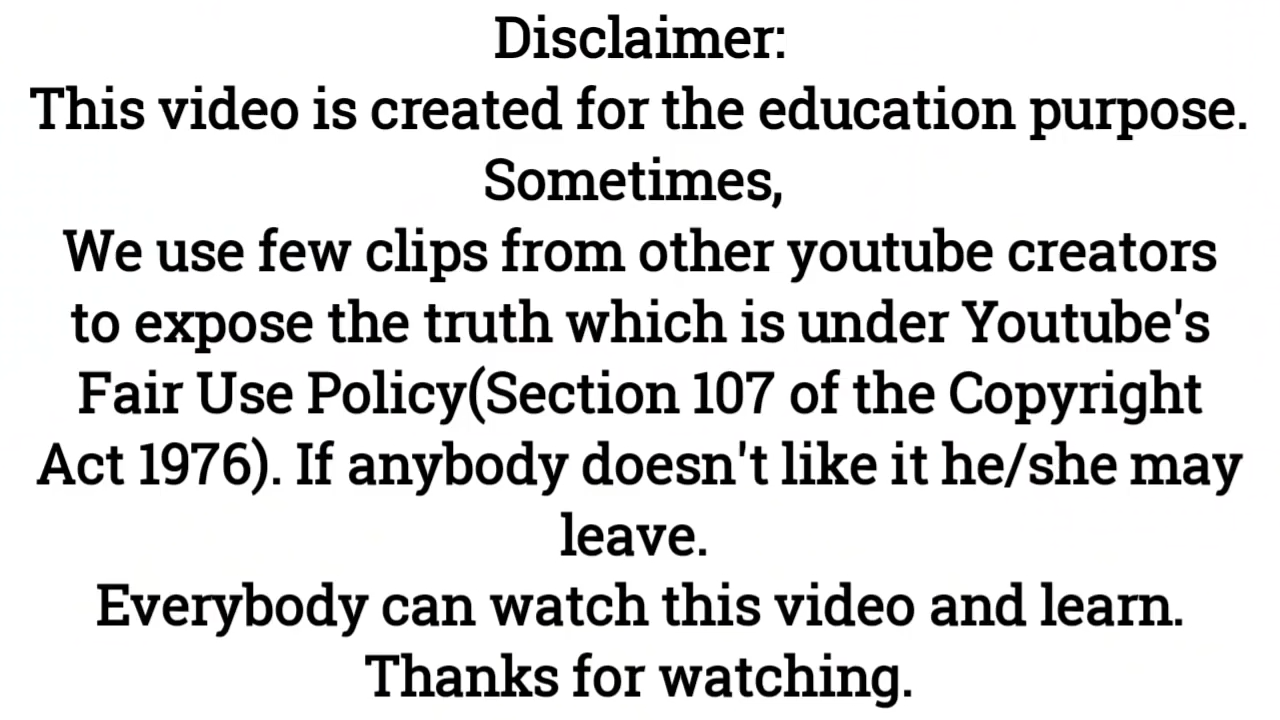 Disclaimer:
This video is created for the education purpose.
Sometimes,
We use few clips from other youtube creators
to expose the truth which is under Youtube's
Fair Use Policy(Section 107 of the Copyright
Act 1976). If anybody doesn't like it he/she may
leave.
Everybody can watch this video and learn.
Thanks for watching.